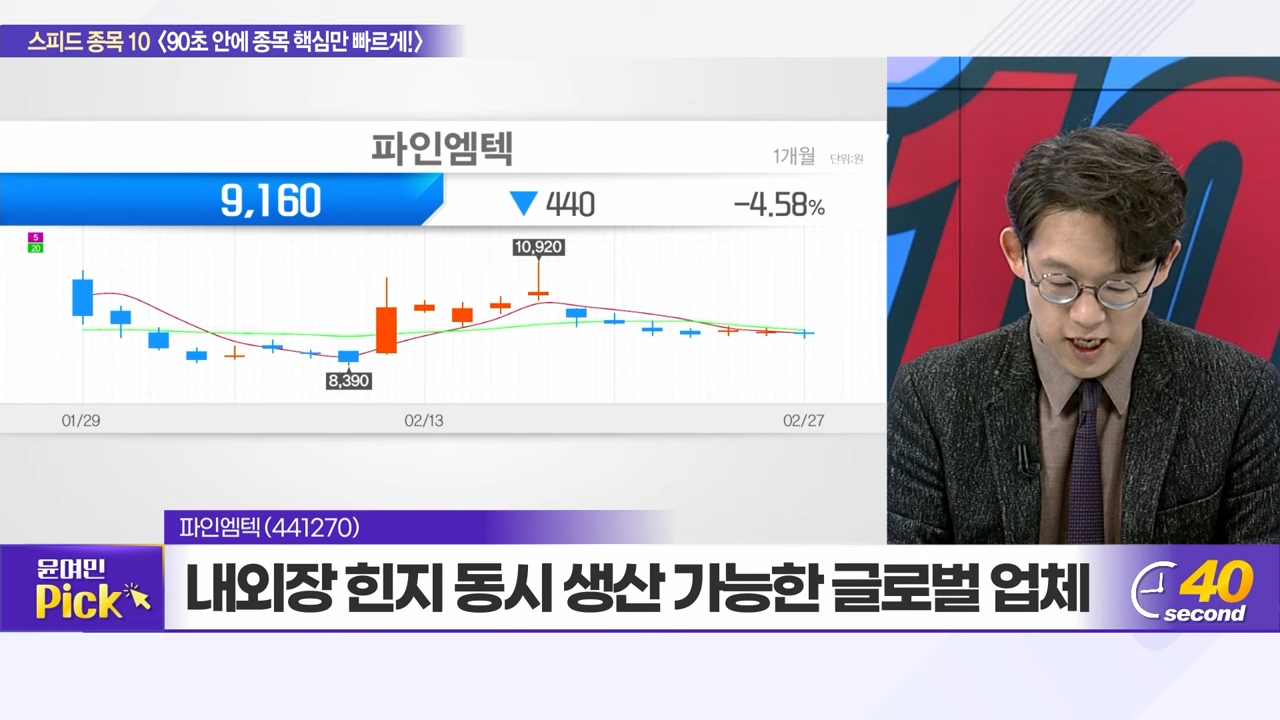 스피드 종목 10 〈90초 안에 종목 핵심만 빠르게!〉
파인엠텍
1개월 단위:원
9,160 ▼ 440 -4.58%
5
20
10,920
8,390
01/29 02/13 02/27
파인엠텍(441270)
윤여민
Pick
내외장 힌지 동시 생산 가능한 글로벌 업체
40
second
10